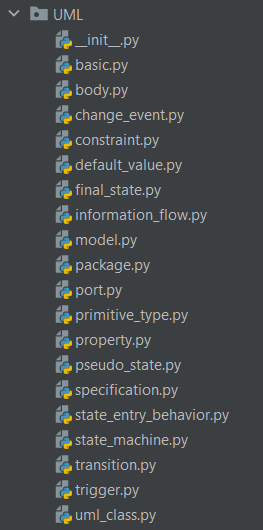 UML
__init__.py
basic.py
body.py
change_event.py
constraint.py
default_value.py
final_state.py
information_flow.py
model.py
package.py
port.py
primitive_type.py
property.py
pseudo_state.py
specification.py
state_entry_behavior.py
state_machine.py
transition.py
trigger.py
uml_class.py